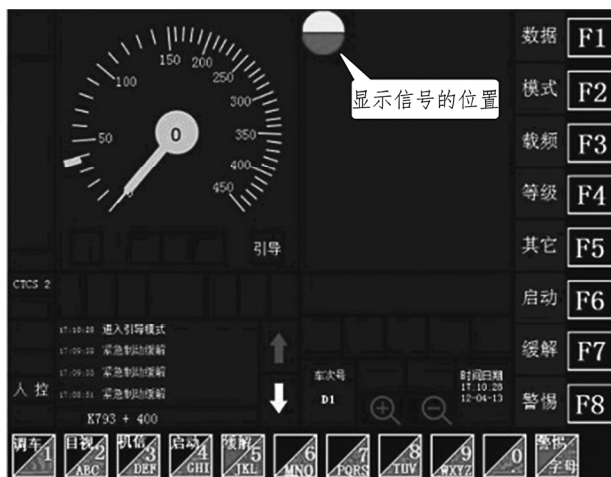 50
100
150
200
250
300
350
400
450
0
0
引导
显示信号的位置
数据 F1
模式 F2
载频 F3
等级 F4
其它 F5
启动 F6
缓解 F7
警惕 F8
CTCS 2
17:10:28 进入引导模式
17:09:38 紧急制动缓解
17:09:33 紧急制动缓解
17:08:51 紧急制动缓解
人控
K793 + 400
车次号
D1
时间日期
17:10:28
12-04-13
调车 1
目视 2 ABC
机信 3 DEF
启动 4 GHI
缓解 5 JKL
6 MNO
7 PQRS
8 TUV
9 WXYZ
0
警惕 字母